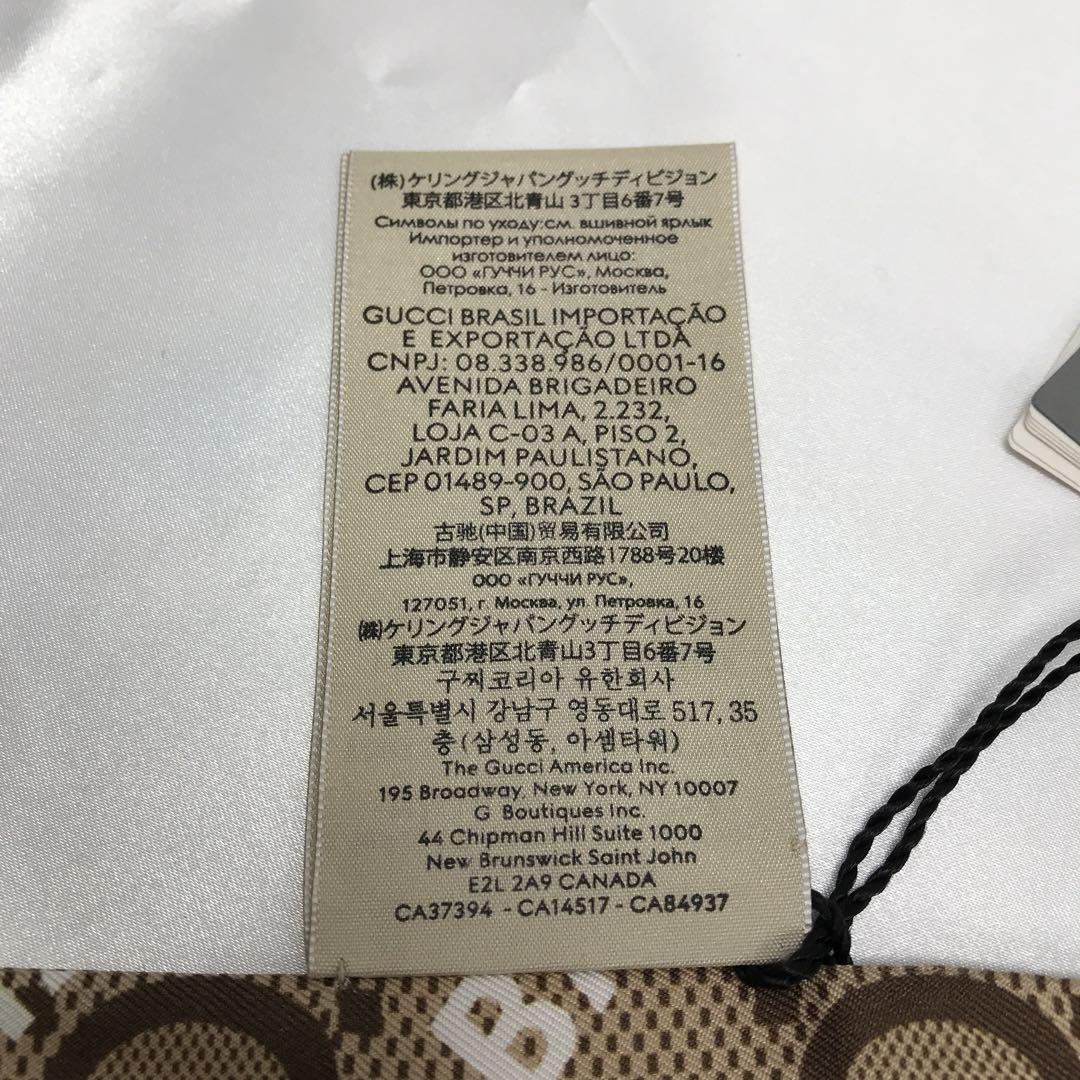 (株)ケリングジャパングッチディビジョン
東京都港区北青山3丁目6番7号
Символы по уходу:см. вшивной ярлык
Импортер и уполномоченное
изготовителем лицо:
ООО «ГУЧЧИ РУС», Москва,
Петровка, 16 - Изготовитель
GUCCI BRASIL IMPORTAÇÃO
E EXPORTAÇÃO LTDA
CNPJ: 08.338.986/0001-16
AVENIDA BRIGADEIRO
FARIA LIMA, 2.232,
LOJA C-03 A, PISO 2,
JARDIM PAULISTANO,
CEP 01489-900, SÃO PAULO,
SP, BRAZIL
古驰(中国)贸易有限公司
上海市静安区南京西路1788号20楼
ООО «ГУЧЧИ РУС»,
127051, г. Москва, ул. Петровка, 16
㈱ケリングジャパングッチディビジョン
東京都港区北青山3丁目6番7号
구찌코리아 유한회사
서울특별시 강남구 영동대로 517, 35
층(삼성동, 아셈타워)
The Gucci America Inc.
195 Broadway, New York, NY 10007
G Boutiques Inc.
44 Chipman Hill Suite 1000
New Brunswick Saint John
E2L 2A9 CANADA
CA37394 - CA14517 - CA84937